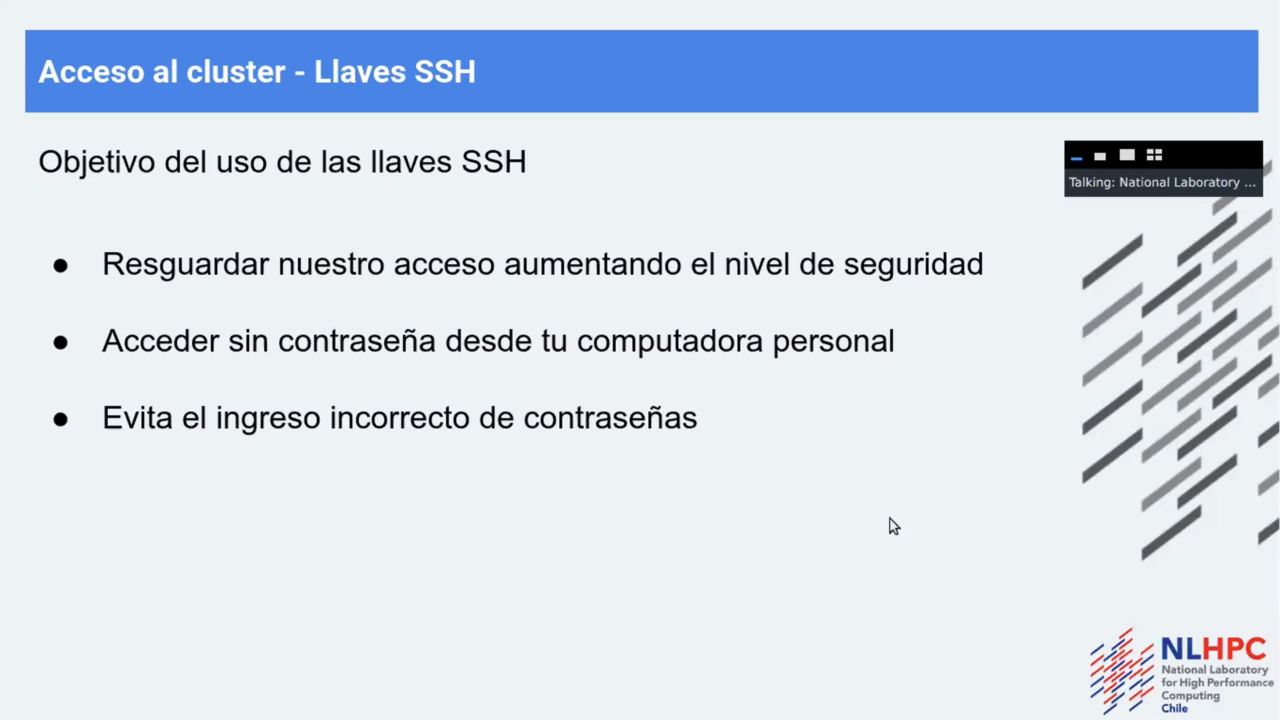 Acceso al cluster - Llaves SSH
Objetivo del uso de las llaves SSH
Talking: National Laboratory ...
● Resguardar nuestro acceso aumentando el nivel de seguridad
● Acceder sin contraseña desde tu computadora personal
● Evita el ingreso incorrecto de contraseñas
NLHPC
National Laboratory
for High Performance
Computing
Chile